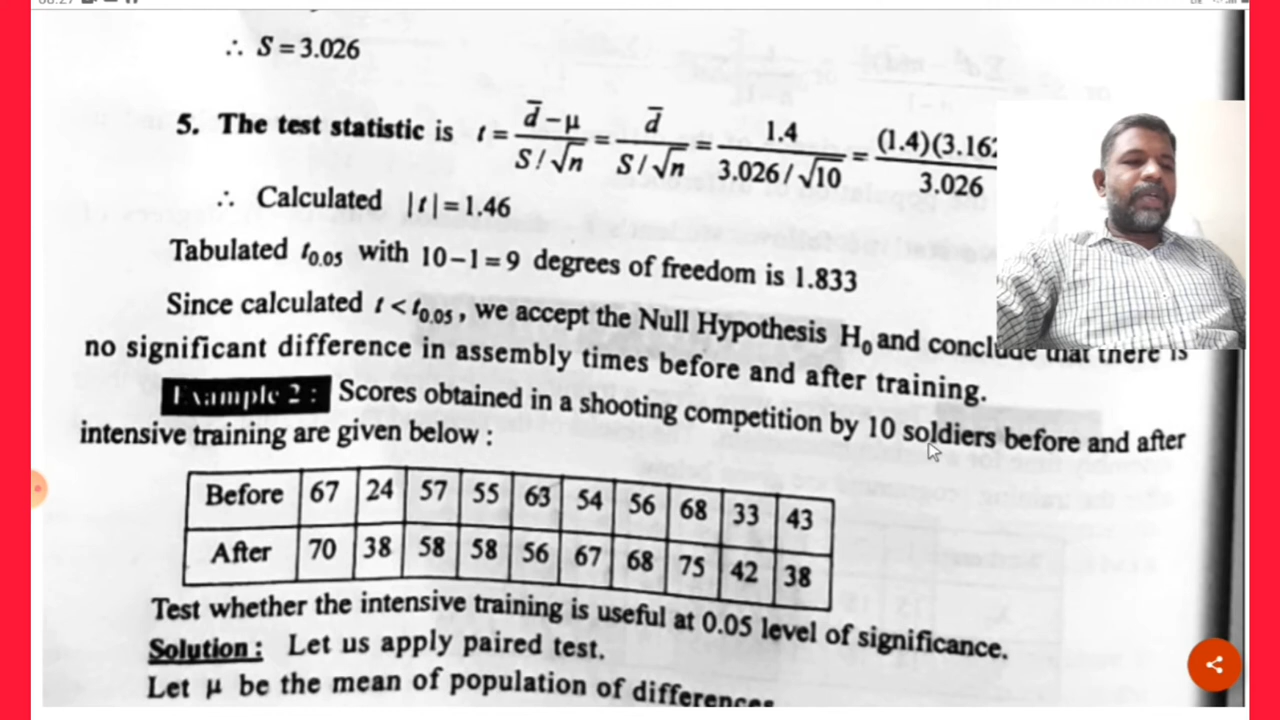 ∴ S = 3.026
5. The test statistic is t = (d̄ − μ) / (S / √n) = d̄ / (S / √n) = 1.4 / (3.026 / √10) = (1.4)(3.162 / 3.026
∴ Calculated | t | = 1.46
Tabulated t0.05 with 10 − 1 = 9 degrees of freedom is 1.833
Since calculated t < t0.05, we accept the Null Hypothesis H0 and conclude that there is
no significant difference in assembly times before and after training.
Example 2 : Scores obtained in a shooting competition by 10 soldiers before and after
intensive training are given below :
Before 67 24 57 55 63 54 56 68 33 43
After 70 38 58 58 56 67 68 75 42 38
Test whether the intensive training is useful at 0.05 level of significance.
Solution : Let us apply paired test.
Let μ be the mean of population of differences